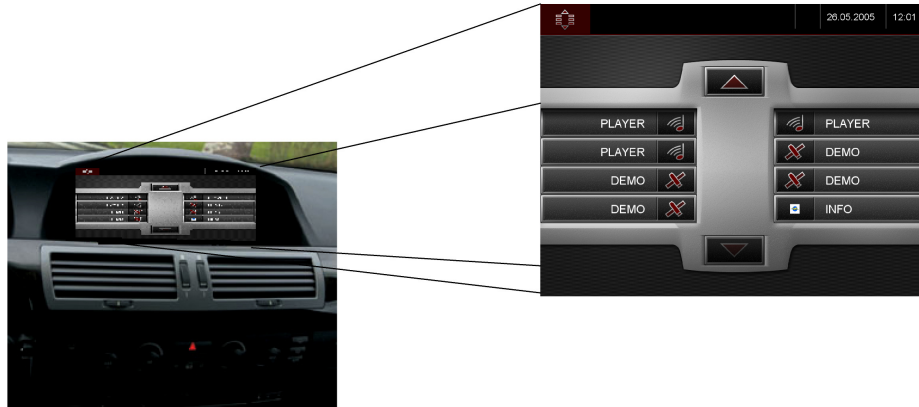 26.05.2005 12:01
PLAYER PLAYER
PLAYER DEMO
DEMO DEMO
DEMO INFO